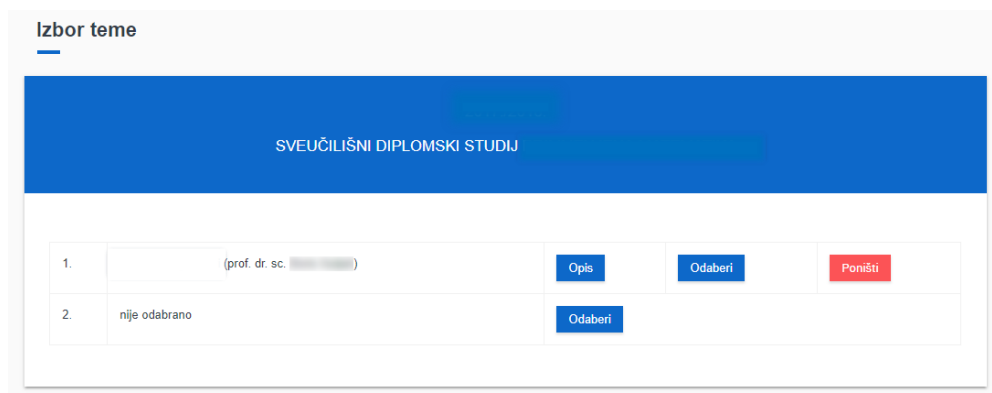 Izbor teme
SVEUČILIŠNI DIPLOMSKI STUDIJ
1. (prof. dr. sc. ) Opis Odaberi Poništi
2. nije odabrano Odaberi